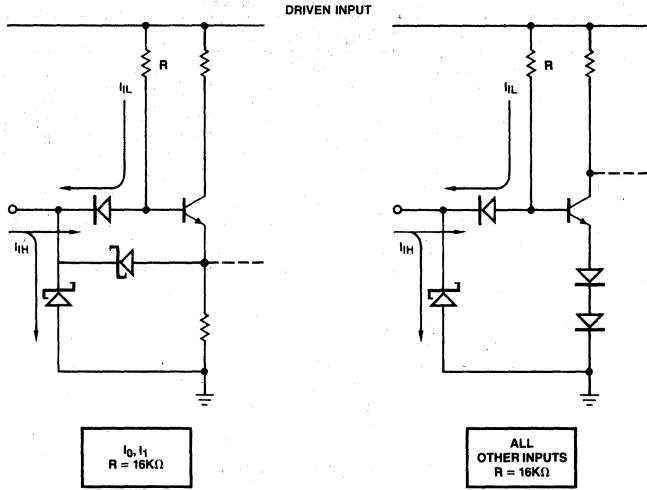 DRIVEN INPUT
R
IIL
IIH
I0, I1
R = 16KΩ
R
IIL
IIH
ALL
OTHER INPUTS
R = 16KΩ